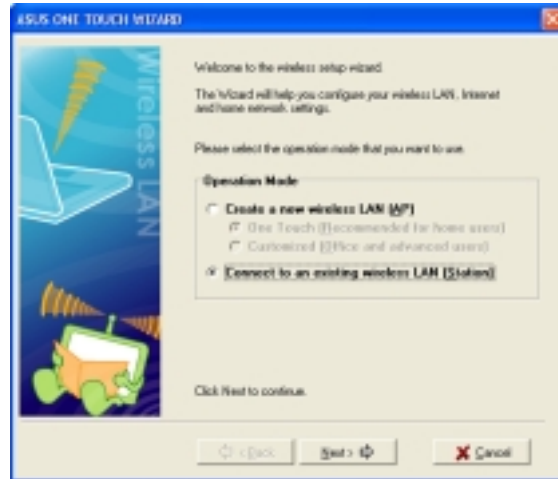 ASUS ONE TOUCH WIZARD
Wireless LAN
Welcome to the wireless setup wizard.
The Wizard will help you configure your wireless LAN, Internet
and home network settings.
Please select the operation mode that you want to use.
Operation Mode
Create a new wireless LAN (AP)
One Touch (Recommended for home users)
Customized (Office and advanced users)
Connect to an existing wireless LAN (Station)
Click Next to continue.
< Back
Next >
Cancel